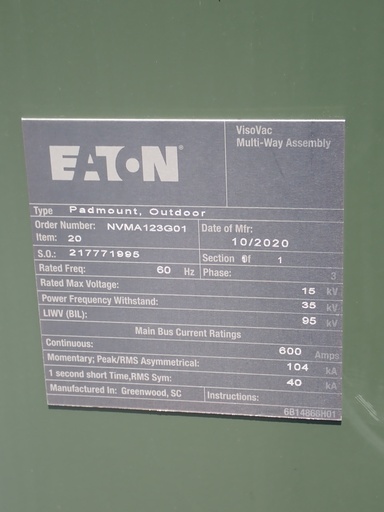 VisoVac
Multi-Way Assembly
EATON®
Type Padmount, Outdoor
Order Number: NVMA123G01 Date of Mfr:
Item: 20 10/2020
S.O.: 217771995 Section Of 1
Rated Freq: 60 Hz Phase: 3
Rated Max Voltage: 15 kV
Power Frequency Withstand: 35 kV
LIWV (BIL): 95 kV
Main Bus Current Ratings
Continuous: 600 Amps
Momentary; Peak/RMS Asymmetrical: 104 kA
1 second short Time,RMS Sym: 40 kA
Manufactured In: Greenwood, SC Instructions:
6B14866H01